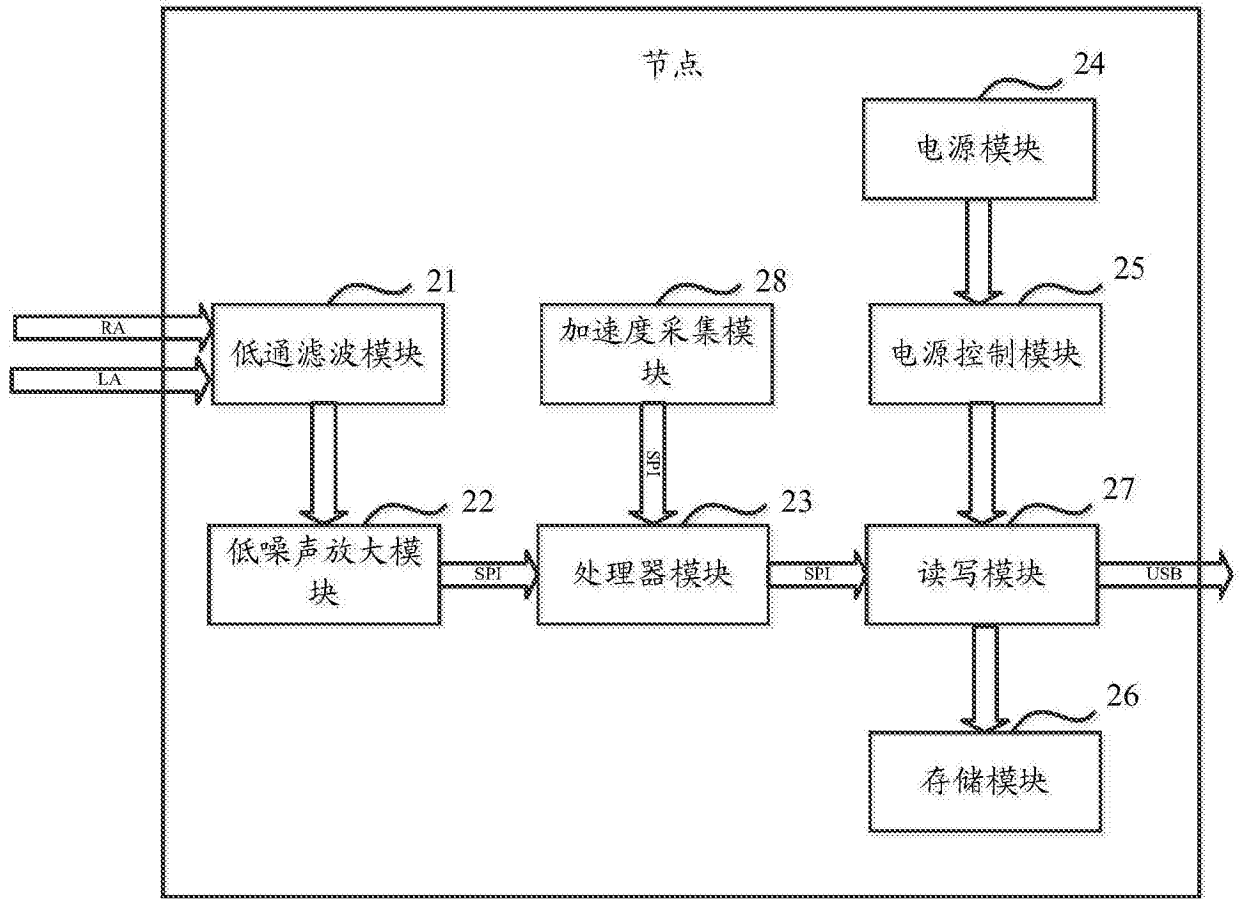 节点
24
电源模块
21
28
25
RA
LA
低通滤波模块
加速度采集模
块
电源控制模块
SPI
22
23
27
低噪声放大模
块
SPI
处理器模块
SPI
读写模块
USB
26
存储模块